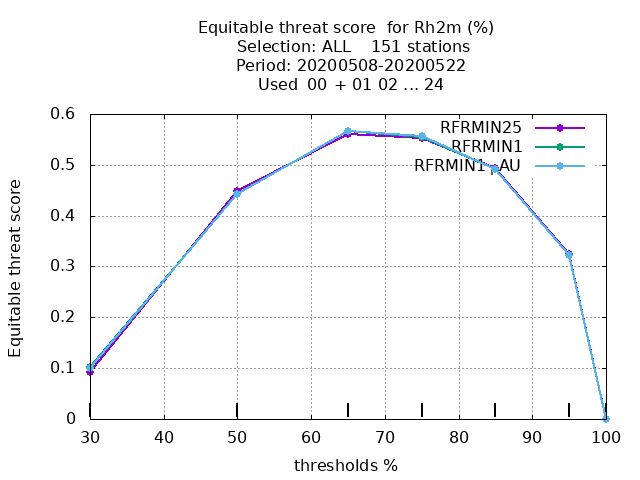 Equitable threat score for Rh2m (%)
Selection: ALL 151 stations
Period: 20200508-20200522
Used 00 + 01 02 ... 24
RFRMIN25
RFRMIN1
RFRMIN1_AU
Equitable threat score
0.6
0.5
0.4
0.3
0.2
0.1
0
30 40 50 60 70 80 90 100
thresholds %